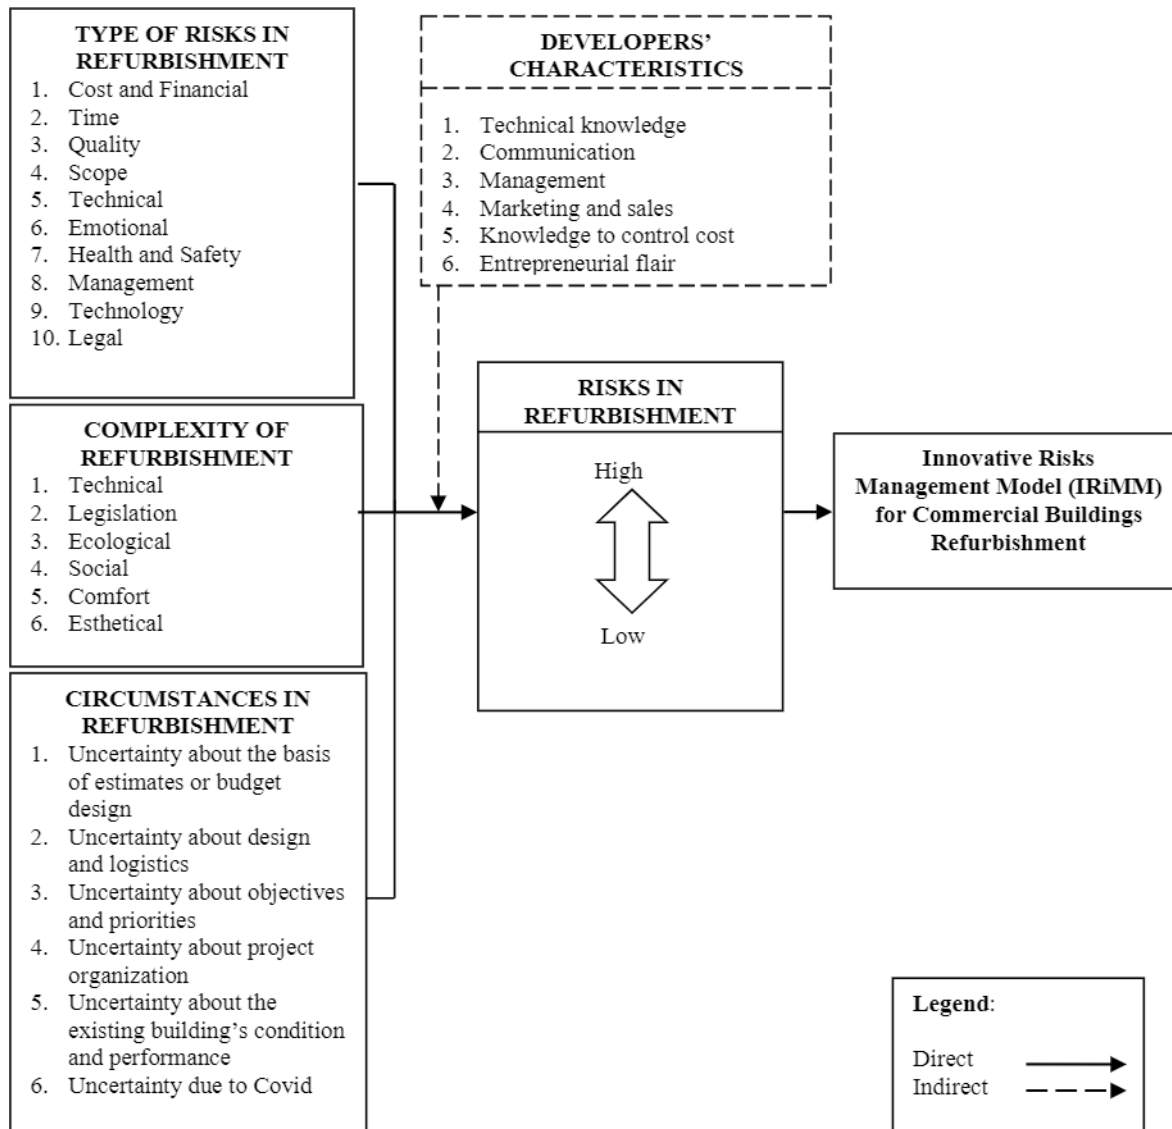 TYPE OF RISKS IN
REFURBISHMENT
1. Cost and Financial
2. Time
3. Quality
4. Scope
5. Technical
6. Emotional
7. Health and Safety
8. Management
9. Technology
10. Legal
COMPLEXITY OF
REFURBISHMENT
1. Technical
2. Legislation
3. Ecological
4. Social
5. Comfort
6. Esthetical
CIRCUMSTANCES IN
REFURBISHMENT
1. Uncertainty about the basis
of estimates or budget
design
2. Uncertainty about design
and logistics
3. Uncertainty about objectives
and priorities
4. Uncertainty about project
organization
5. Uncertainty about the
existing building’s condition
and performance
6. Uncertainty due to Covid
DEVELOPERS’
CHARACTERISTICS
1. Technical knowledge
2. Communication
3. Management
4. Marketing and sales
5. Knowledge to control cost
6. Entrepreneurial flair
RISKS IN
REFURBISHMENT
High
Low
Innovative Risks
Management Model (IRiMM)
for Commercial Buildings
Refurbishment
Legend:
Direct
Indirect